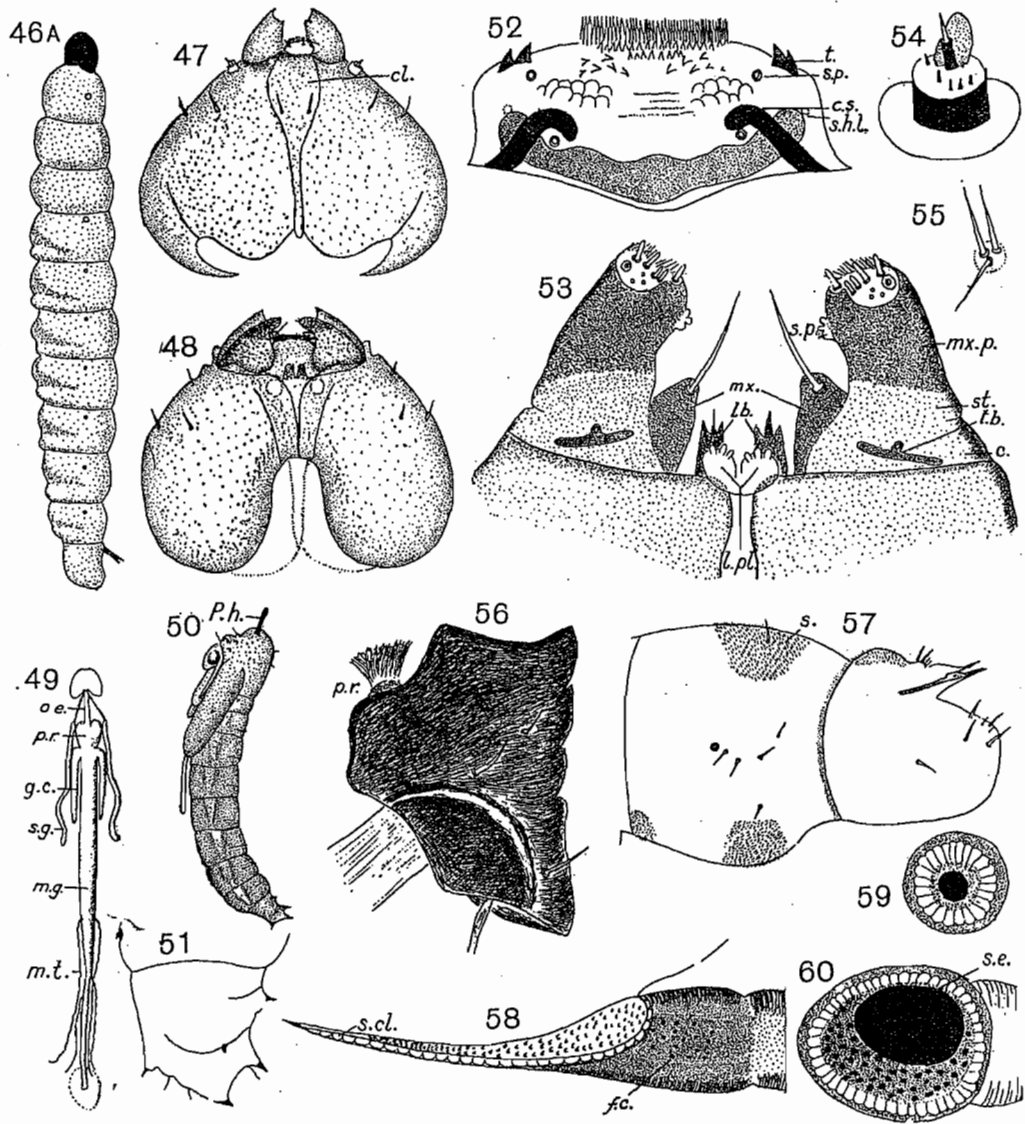 46A
47
cl.
52
t.
s.p.
c.s.
s.h.l.
54
48
53
s.p.
mx.
l.b.
mx.p.
st.
t.b.
c.
l.pl.
55
49
oe.
p.r.
g.c.
s.g.
m.g.
m.t.
50
P.h.
51
56
p.r.
s.
57
58
s.cl.
f.c.
59
60
s.e.